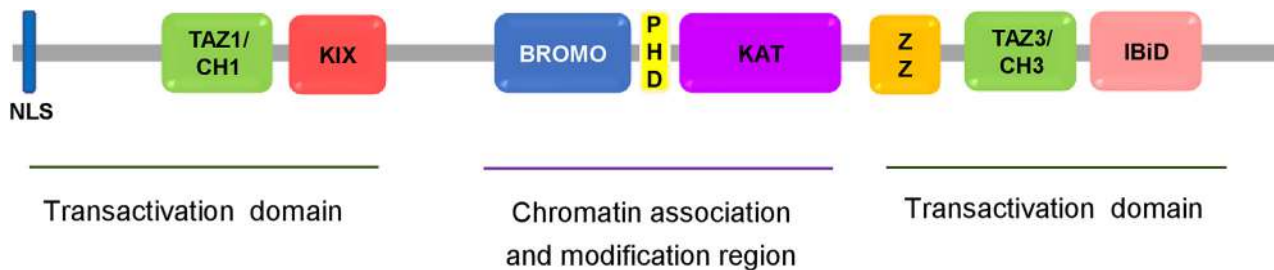 NLS
TAZ1/
CH1
KIX
BROMO
P
H
D
KAT
Z
Z
TAZ3/
CH3
IBiD
Transactivation domain
Chromatin association
and modification region
Transactivation domain